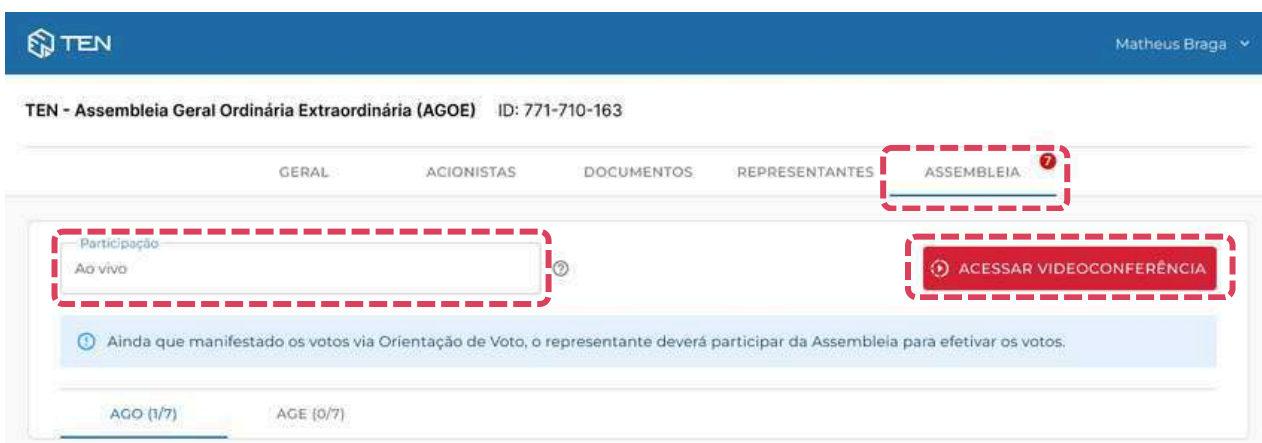 TEN
Matheus Braga
TEN - Assembleia Geral Ordinária Extraordinária (AGOE) ID: 771-710-163
GERAL ACIONISTAS DOCUMENTOS REPRESENTANTES ASSEMBLEIA 7
Participação
Ao vivo
ACESSAR VIDEOCONFERÊNCIA
Ainda que manifestado os votos via Orientação de Voto, o representante deverá participar da Assembleia para efetivar os votos.
AGO (1/7) AGE (0/7)